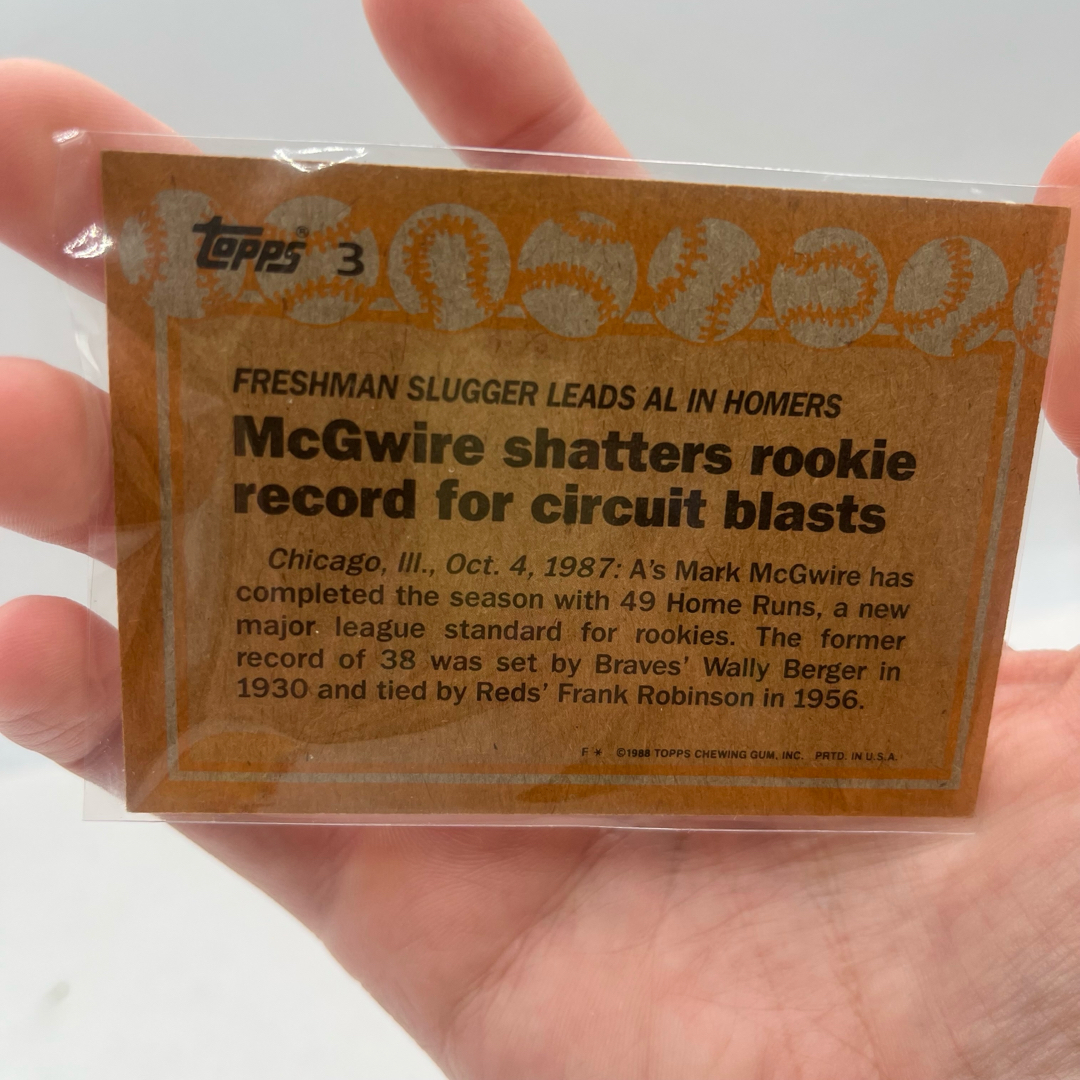 topps® 3
FRESHMAN SLUGGER LEADS AL IN HOMERS
McGwire shatters rookie
record for circuit blasts
Chicago, Ill., Oct. 4, 1987: A's Mark McGwire has
completed the season with 49 Home Runs, a new
major league standard for rookies. The former
record of 38 was set by Braves' Wally Berger in
1930 and tied by Reds' Frank Robinson in 1956.
F * ©1988 TOPPS CHEWING GUM, INC. PRTD. IN U.S.A.